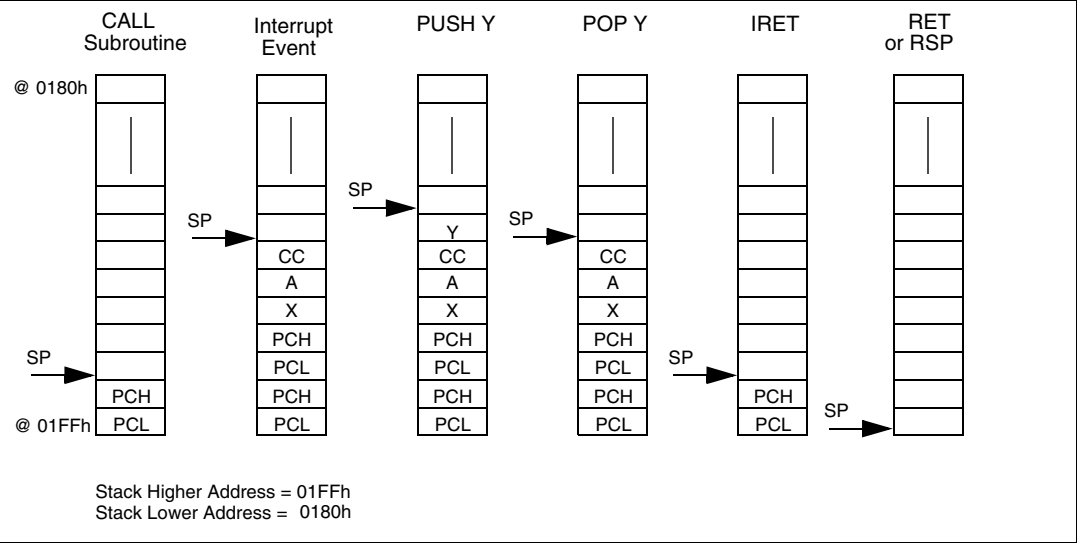 CALL
Subroutine
Interrupt
Event
PUSH Y
POP Y
IRET
RET
or RSP
@ 0180h
SP
PCH
@ 01FFh
PCL
SP
CC
A
X
PCH
PCL
PCH
PCL
SP
Y
CC
A
X
PCH
PCL
PCH
PCL
SP
CC
A
X
PCH
PCL
PCH
PCL
SP
PCH
PCL
SP
Stack Higher Address = 01FFh
Stack Lower Address = 0180h